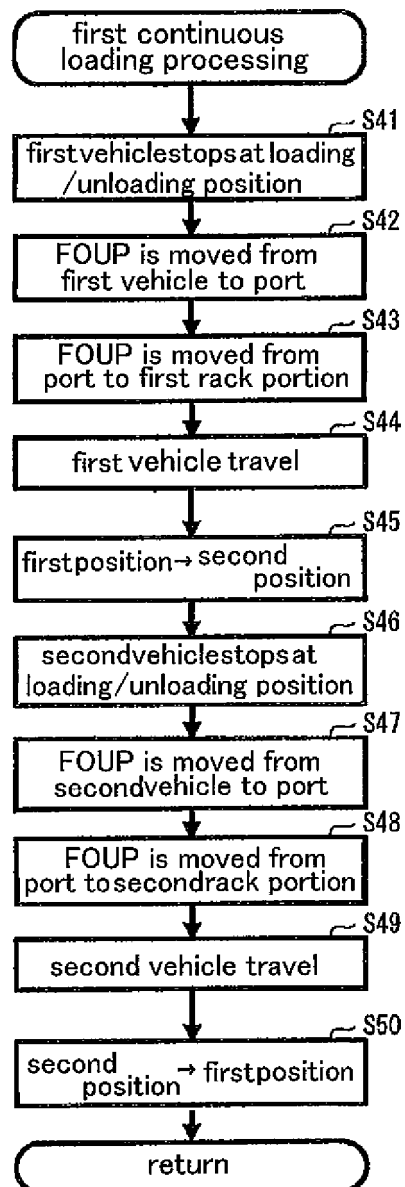 first continuous
loading processing
S41
firstvehiclestopsatloading
/unloading position
S42
FOUP is moved from
first vehicle to port
S43
FOUP is moved from
port to first rack portion
S44
first vehicle travel
S45
firstposition→second
position
S46
secondvehiclestopsat
loading/unloading position
S47
FOUP is moved from
secondvehicle to port
S48
FOUP is moved from
port tosecondrack portion
S49
second vehicle travel
S50
second
position→firstposition
return